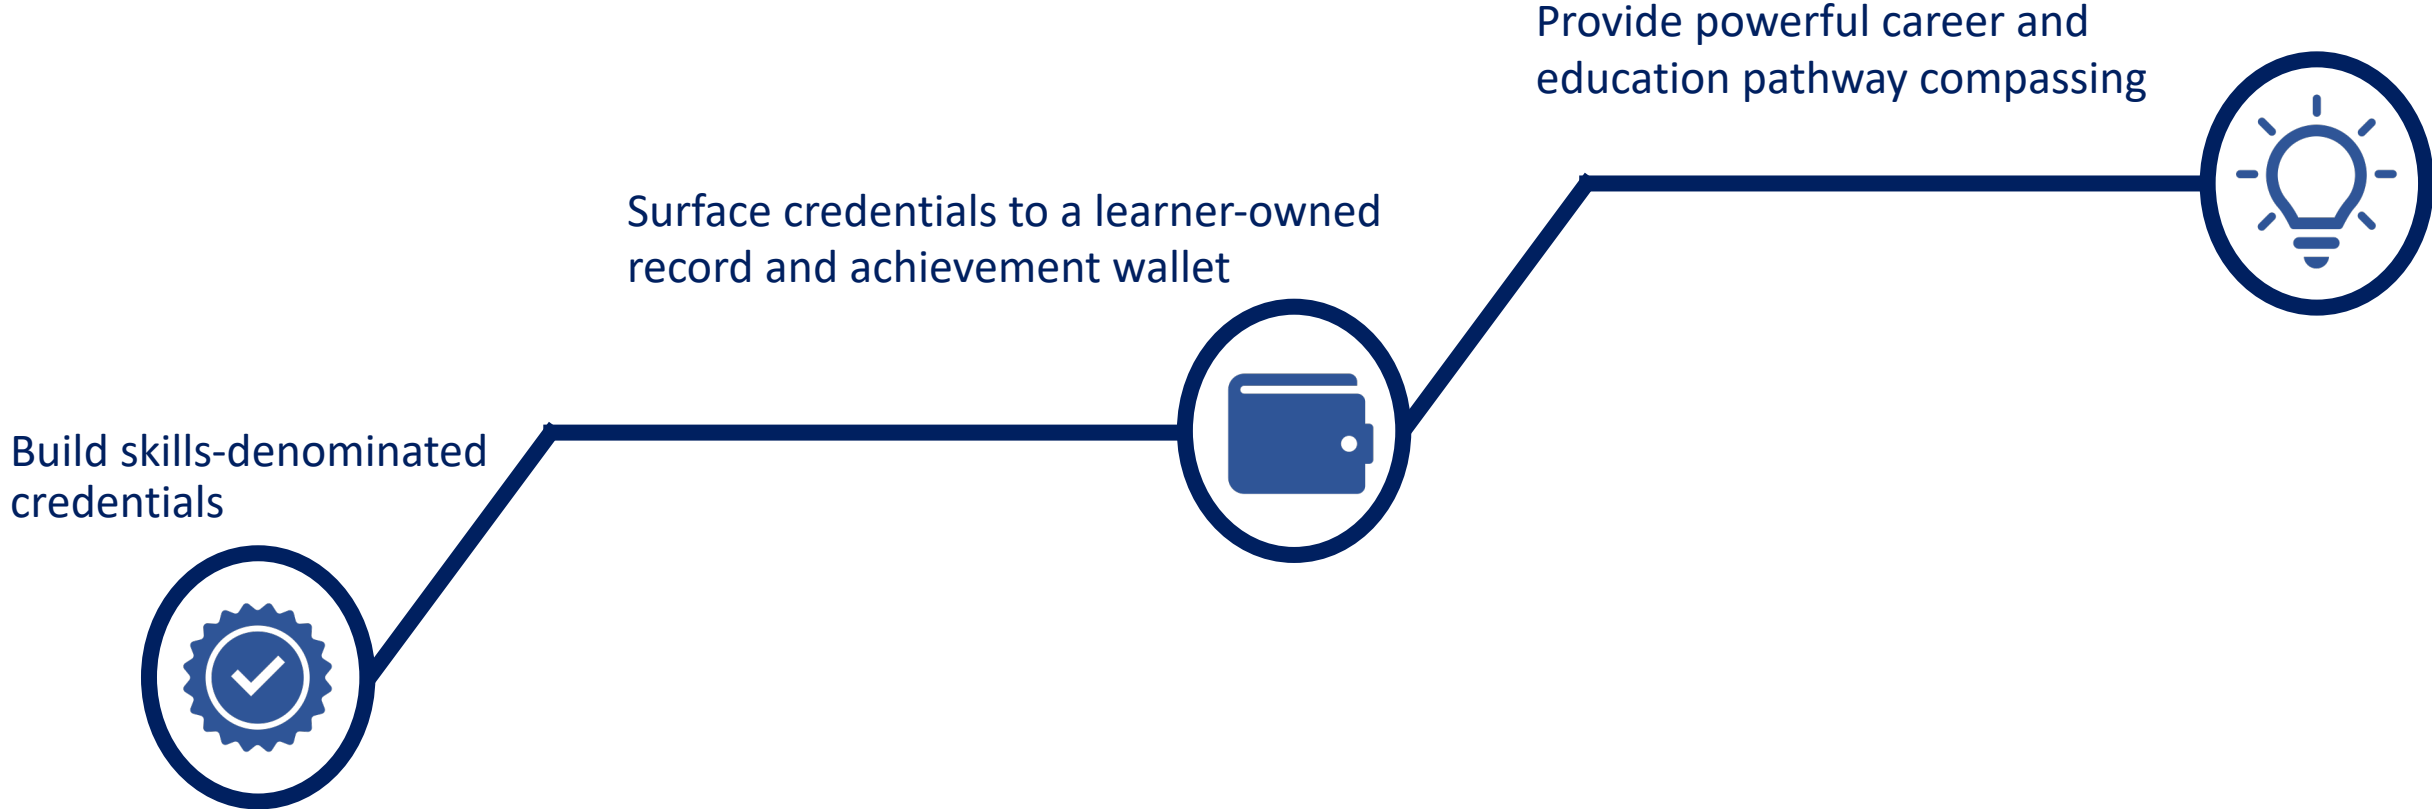 Provide powerful career and
education pathway compassing
Surface credentials to a learner-owned
record and achievement wallet
Build skills-denominated
credentials